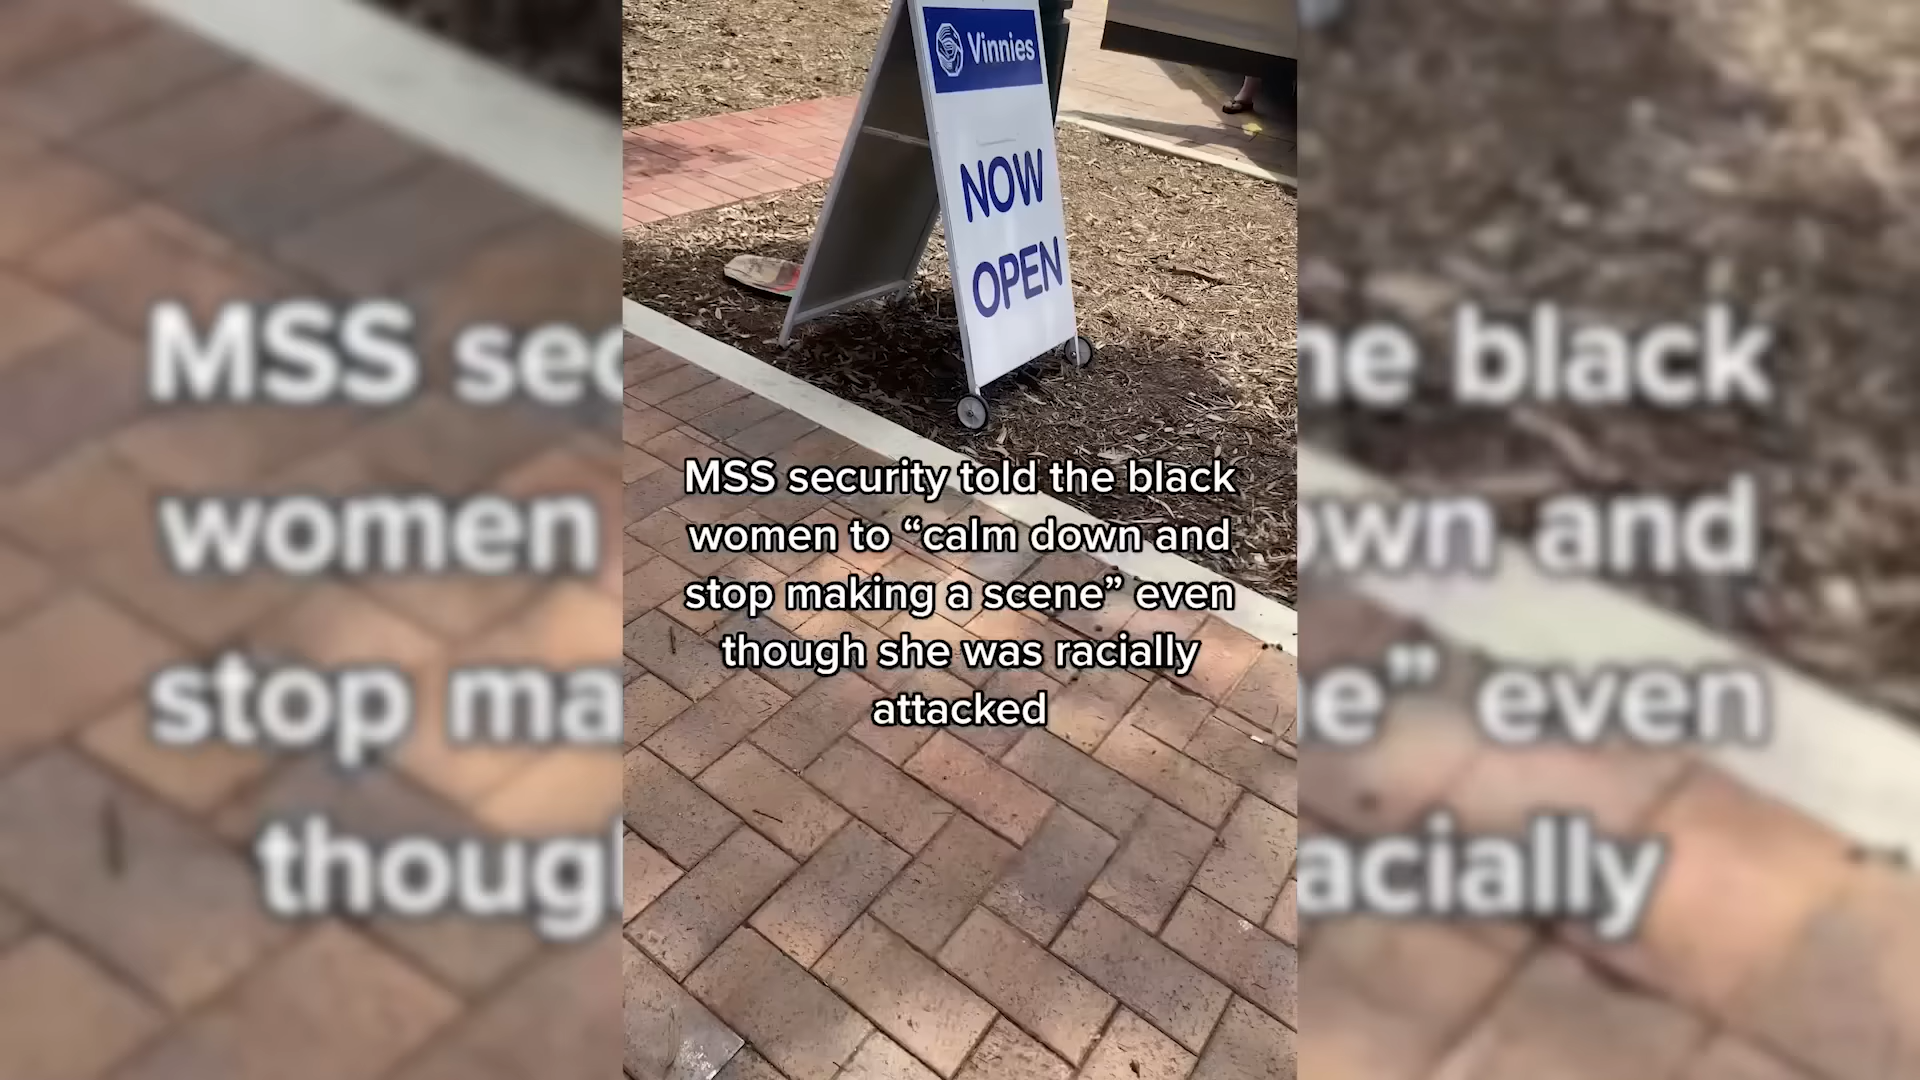 Vinnies
NOW
OPEN
MSS security told the black
women to “calm down and
stop making a scene” even
though she was racially
attacked